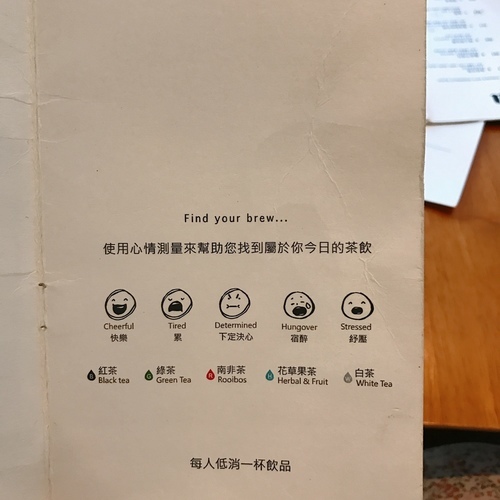 Find your brew...
使用心情測量來幫助您找到屬於你今日的茶飲
Cheerful Tired Determined Hungover Stressed
快樂 累 下定決心 宿醉 紓壓
紅茶 綠茶 南非茶 花草果茶 白茶
Black tea Green Tea Rooibos Herbal & Fruit White Tea
每人低消一杯飲品